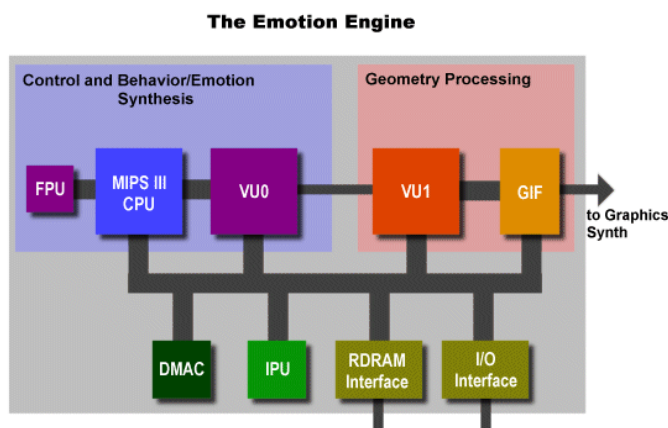 The Emotion Engine
Control and Behavior/Emotion
Synthesis
Geometry Processing
FPU
MIPS III
CPU
VU0
VU1
GIF
to Graphics
Synth
DMAC
IPU
RDRAM
Interface
I/O
Interface